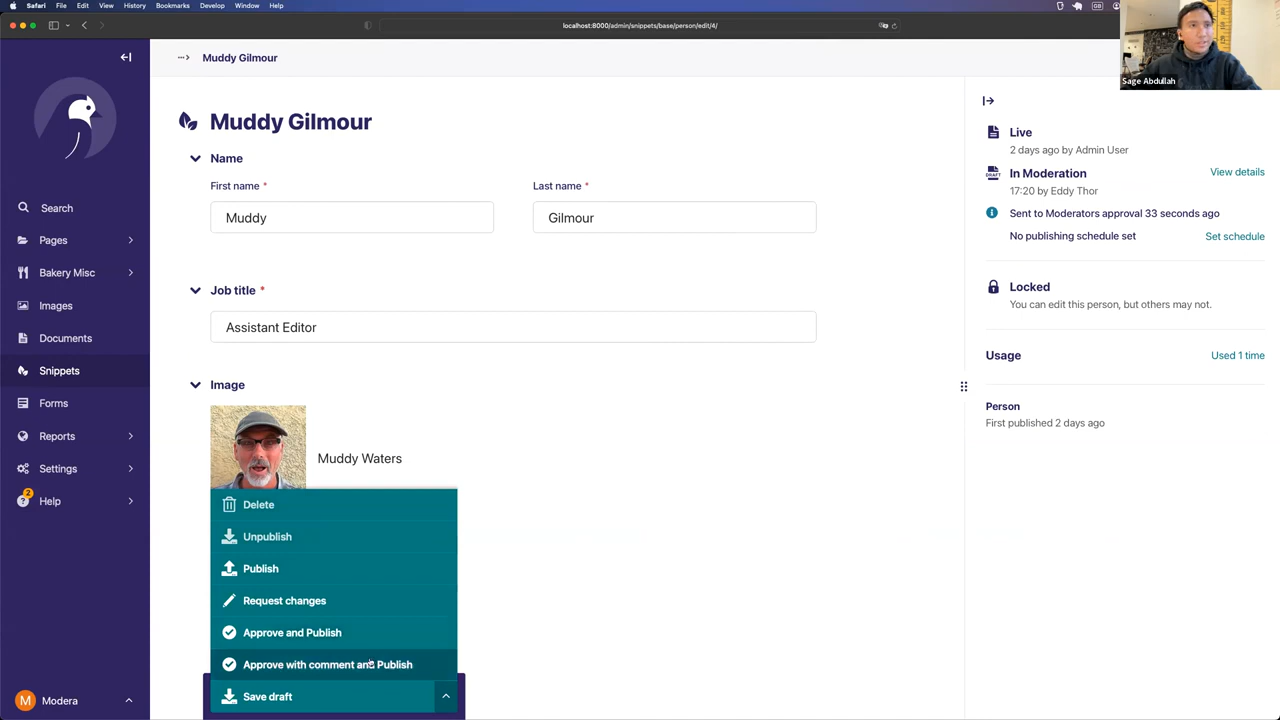 Safari File Edit View History Bookmarks Develop Window Help
localhost:8000/admin/snippets/base/person/edit/4/
Sage Abdullah
Muddy Gilmour
Muddy Gilmour
Name
First name *
Last name *
Muddy
Gilmour
Job title *
Assistant Editor
Image
Muddy Waters
Delete
Unpublish
Publish
Request changes
Approve and Publish
Approve with comment and Publish
Save draft
Search
Pages
Bakery Misc
Images
Documents
Snippets
Forms
Reports
Settings
2
Help
M Modera
Live
2 days ago by Admin User
DRAFT
In Moderation
View details
17:20 by Eddy Thor
Sent to Moderators approval 33 seconds ago
No publishing schedule set
Set schedule
Locked
You can edit this person, but others may not.
Usage
Used 1 time
Person
First published 2 days ago